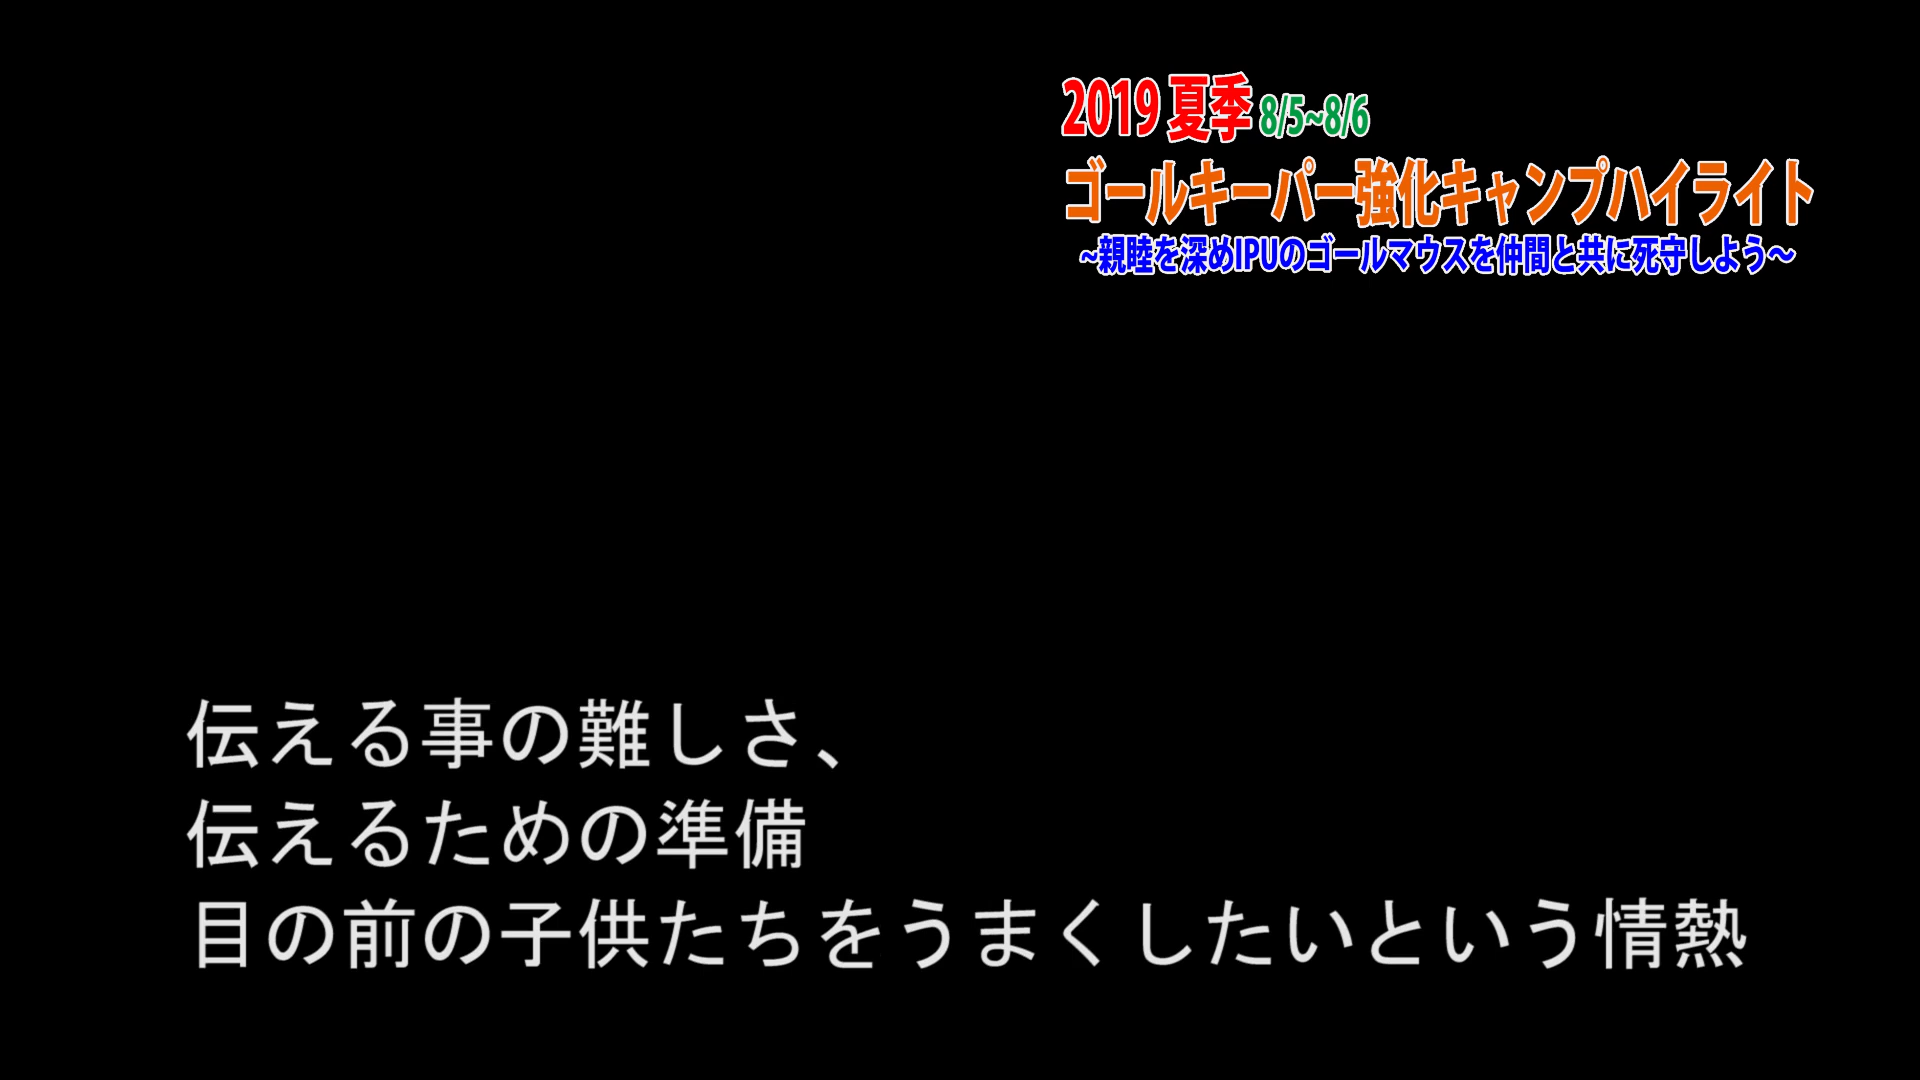 2019 夏季 8/5~8/6
ゴールキーパー強化キャンプハイライト
~親睦を深めIPUのゴールマウスを仲間と共に死守しよう～
伝える事の難しさ、
伝えるための準備
目の前の子供たちをうまくしたいという情熱